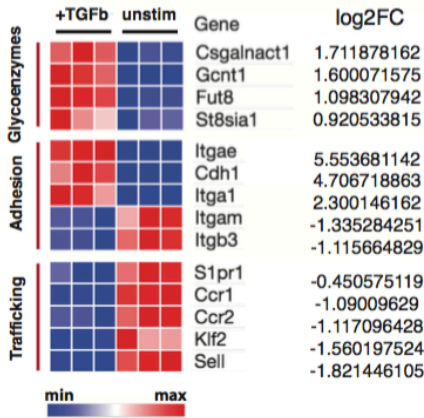 +TGFb unstim Gene log2FC
Glycoenzymes
Csgalnact1 1.711878162
Gcnt1 1.600071575
Fut8 1.098307942
St8sia1 0.920533815
Adhesion
Itgae 5.553681142
Cdh1 4.706718863
Itga1 2.300146162
Itgam -1.335284251
Itgb3 -1.115664829
Trafficking
S1pr1 -0.450575119
Ccr1 -1.09009629
Ccr2 -1.117096428
Klf2 -1.560197524
Sell -1.821446105
min max